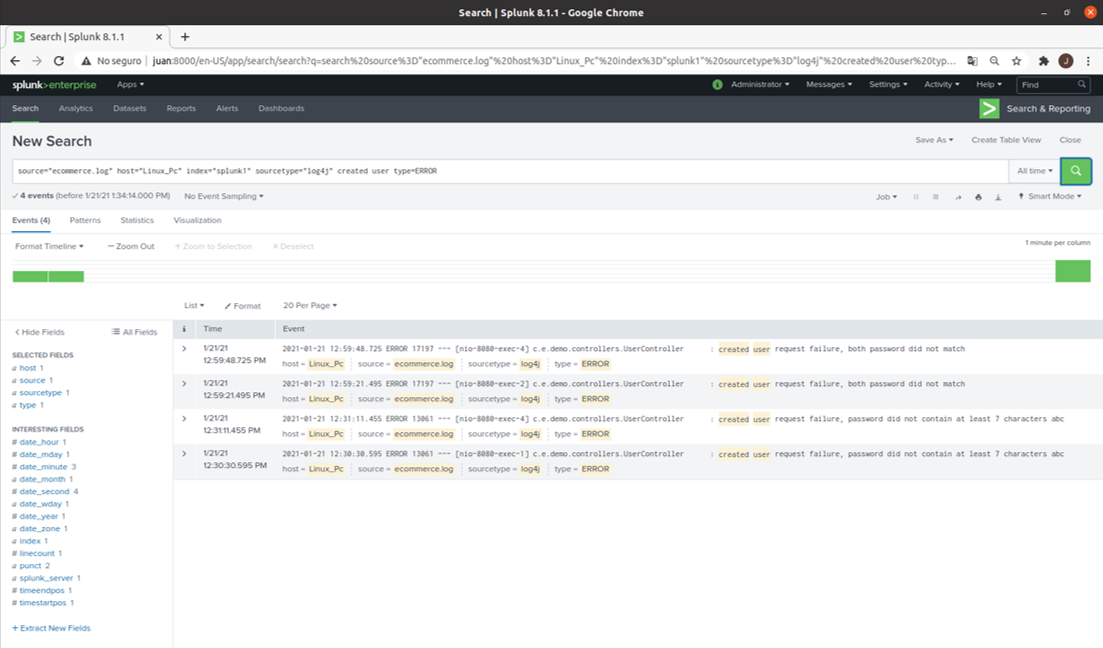 Search | Splunk 8.1.1 - Google Chrome
Search | Splunk 8.1.1
No seguro juan:8000/en-US/app/search/search?q=search%20source%3D"ecommerce.log"%20host%3D"Linux_Pc"%20index%3D"splunk1"%20sourcetype%3D"log4j"%20created%20user%20typ...
splunk>enterprise Apps Administrator Messages Settings Activity Help Find
Search Analytics Datasets Reports Alerts Dashboards Search & Reporting
New Search Save As Create Table View Close
source="ecommerce.log" host="Linux_Pc" index="splunk1" sourcetype="log4j" created user type=ERROR All time
4 events (before 1/21/21 1:34:14.000 PM) No Event Sampling Job Smart Mode
Events (4) Patterns Statistics Visualization
Format Timeline — Zoom Out + Zoom to Selection × Deselect 1 minute per column
List Format 20 Per Page
< Hide Fields All Fields i Time Event
SELECTED FIELDS
a host 1
a source 1
a sourcetype 1
a type 1
INTERESTING FIELDS
# date_hour 1
# date_mday 1
# date_minute 3
a date_month 1
# date_second 4
a date_wday 1
# date_year 1
a date_zone 1
a index 1
# linecount 1
a punct 2
a splunk_server 1
# timeendpos 1
# timestartpos 1
+ Extract New Fields
1/21/21 12:59:48.725 PM
2021-01-21 12:59:48.725 ERROR 17197 --- [nio-8080-exec-4] c.e.demo.controllers.UserController : created user request failure, both password did not match
host = Linux_Pc source = ecommerce.log sourcetype = log4j type = ERROR
1/21/21 12:59:21.495 PM
2021-01-21 12:59:21.495 ERROR 17197 --- [nio-8080-exec-2] c.e.demo.controllers.UserController : created user request failure, both password did not match
host = Linux_Pc source = ecommerce.log sourcetype = log4j type = ERROR
1/21/21 12:31:11.455 PM
2021-01-21 12:31:11.455 ERROR 13061 --- [nio-8080-exec-4] c.e.demo.controllers.UserController : created user request failure, password did not contain at least 7 characters abc
host = Linux_Pc source = ecommerce.log sourcetype = log4j type = ERROR
1/21/21 12:30:30.595 PM
2021-01-21 12:30:30.595 ERROR 13061 --- [nio-8080-exec-1] c.e.demo.controllers.UserController : created user request failure, password did not contain at least 7 characters abc
host = Linux_Pc source = ecommerce.log sourcetype = log4j type = ERROR